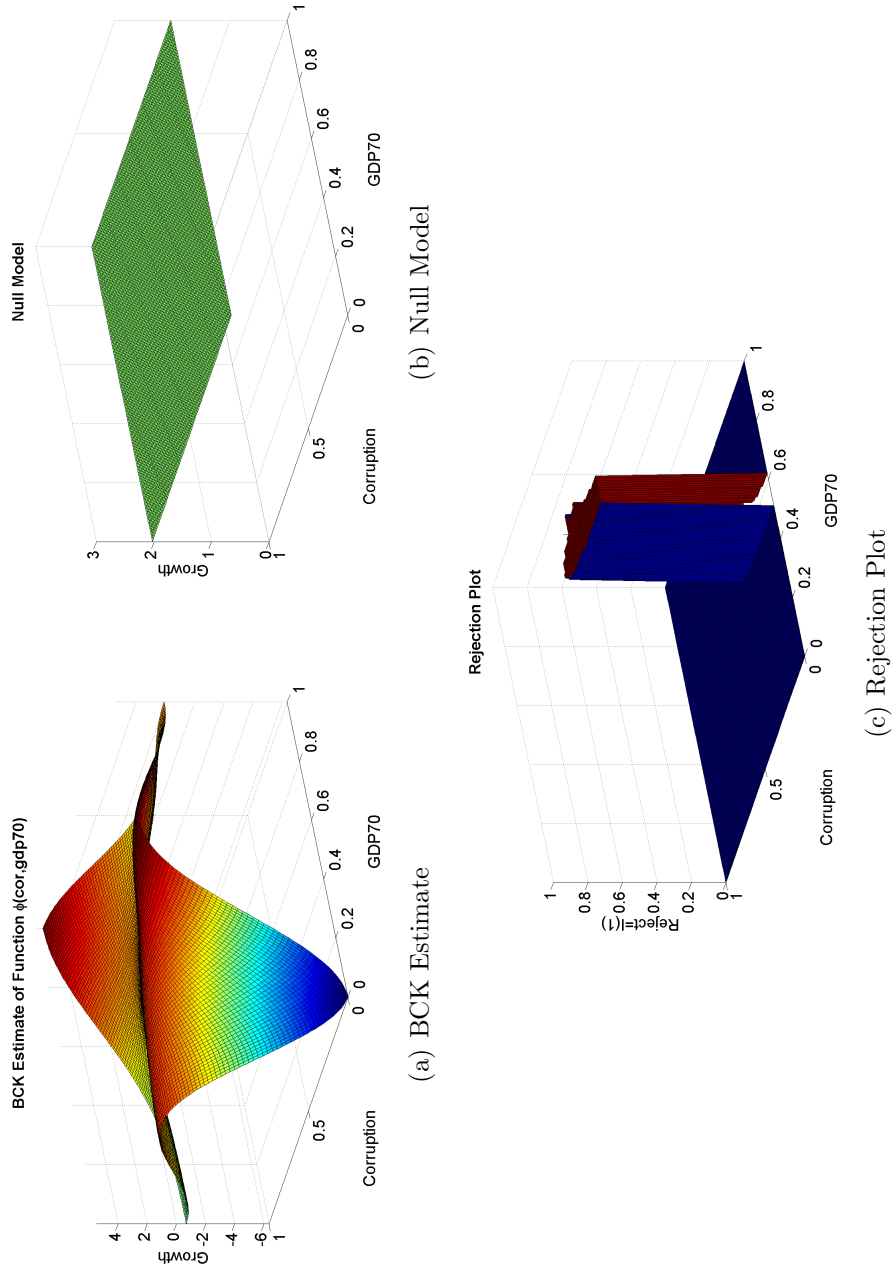 BCK Estimate of Function ϕ(cor,gdp70)
Growth
4
2
0
-2
-4
-6
1
0.5
0
Corruption
0
0.2
0.4
0.6
0.8
1
GDP70
(a) BCK Estimate
Null Model
Growth
3
2
1
0
1
0.5
0
Corruption
0
0.2
0.4
0.6
0.8
1
GDP70
(b) Null Model
Rejection Plot
Reject=I(1)
1
0.8
0.6
0.4
0.2
0
1
0.5
0
Corruption
0
0.2
0.4
0.6
0.8
1
GDP70
(c) Rejection Plot